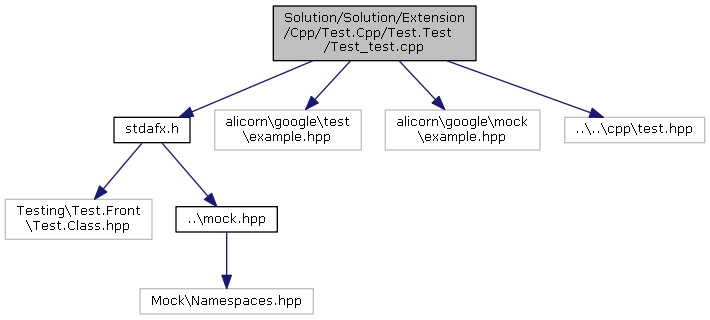 Solution/Solution/Extension
/Cpp/Test.Cpp/Test.Test
/Test_test.cpp
stdafx.h
alicorn\google\test
\example.hpp
alicorn\google\mock
\example.hpp
..\..\cpp\test.hpp
Testing\Test.Front
\Test.Class.hpp
..\mock.hpp
Mock\Namespaces.hpp